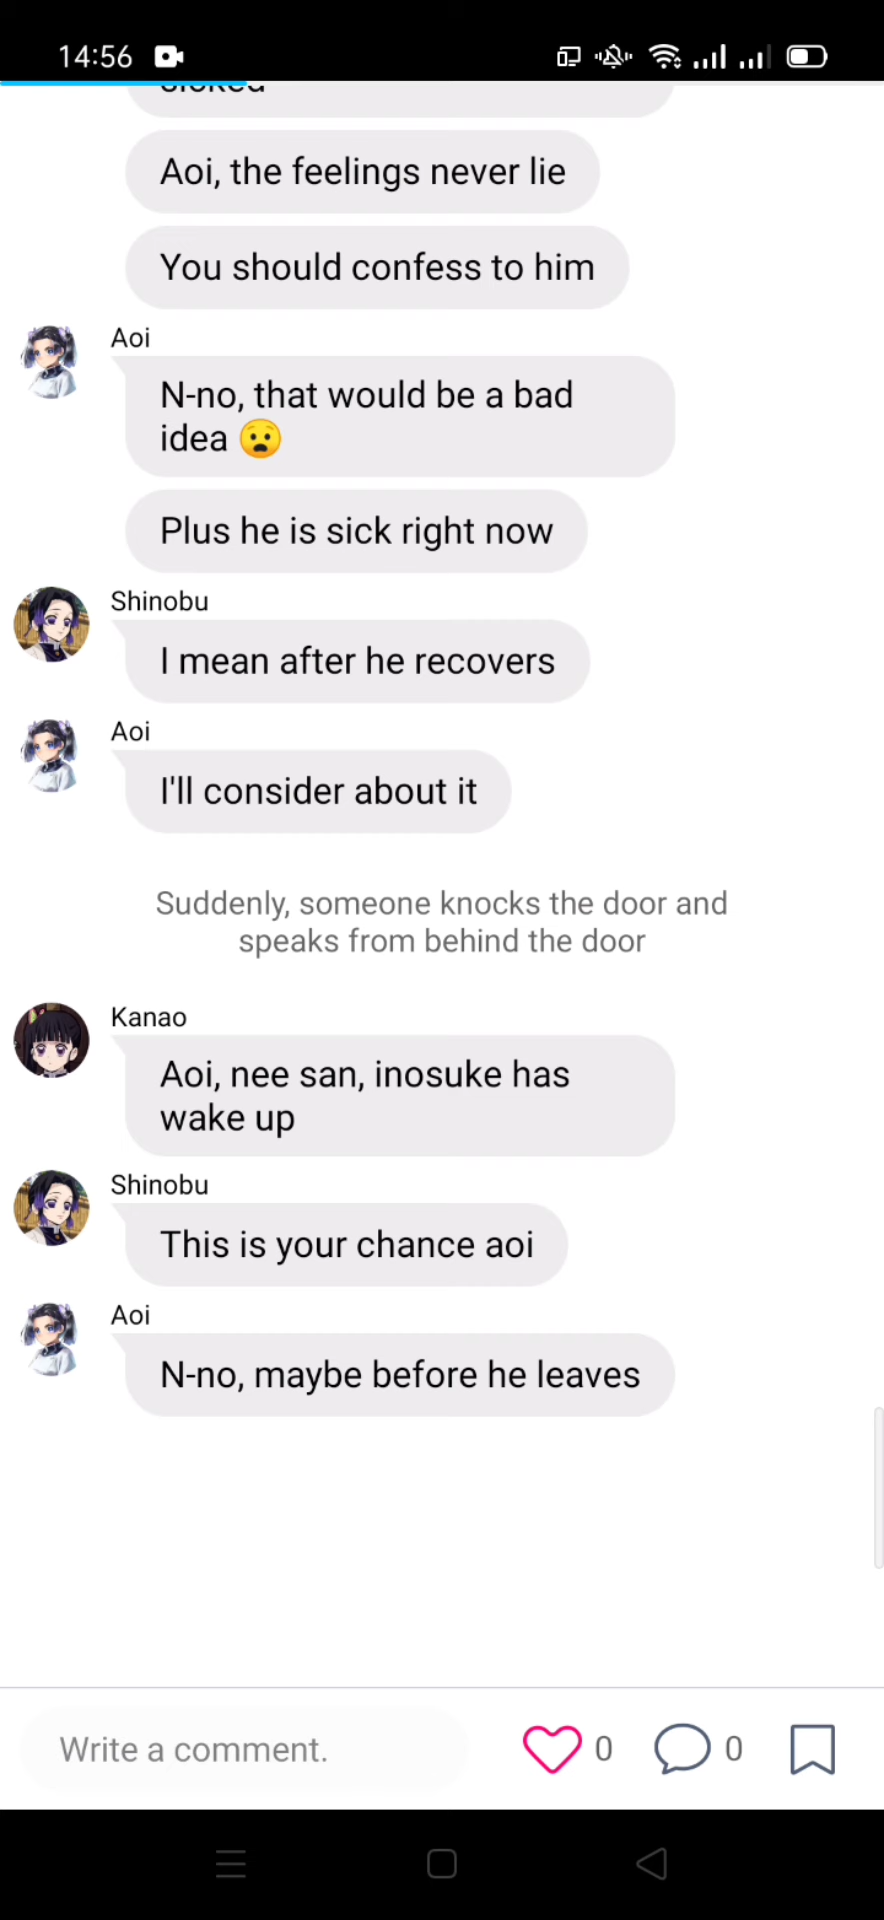 14:56
Aoi, the feelings never lie
You should confess to him
Aoi
N-no, that would be a bad
idea 😧
Plus he is sick right now
Shinobu
I mean after he recovers
Aoi
I'll consider about it
Suddenly, someone knocks the door and
speaks from behind the door
Kanao
Aoi, nee san, inosuke has
wake up
Shinobu
This is your chance aoi
Aoi
N-no, maybe before he leaves
Write a comment.
0
0